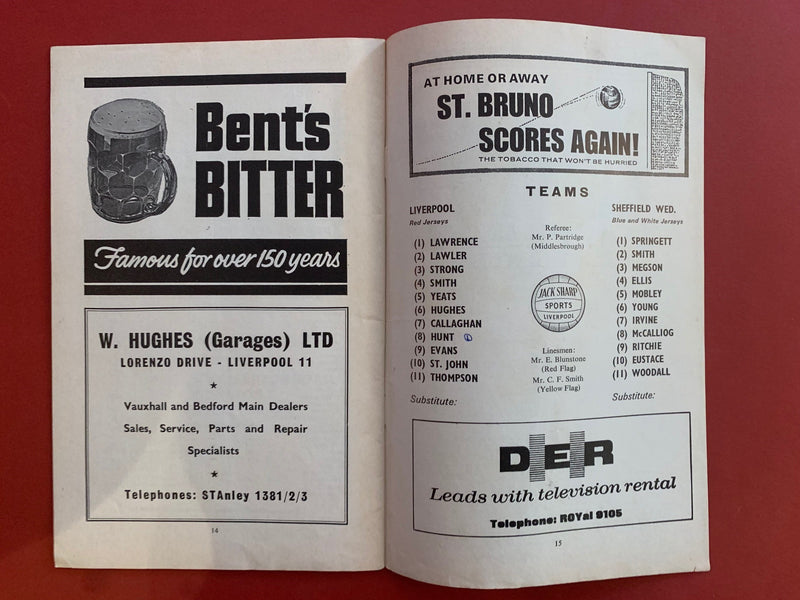 Bent's
BITTER
Famous for over 150 years
W. HUGHES (Garages) LTD
LORENZO DRIVE - LIVERPOOL 11
Vauxhall and Bedford Main Dealers
Sales, Service, Parts and Repair
Specialists
Telephones: STAnley 1381/2/3
14
AT HOME OR AWAY
ST. BRUNO
SCORES AGAIN!
THE TOBACCO THAT WON'T BE HURRIED
TEAMS
LIVERPOOL
Red Jerseys
(1) LAWRENCE
(2) LAWLER
(3) STRONG
(4) SMITH
(5) YEATS
(6) HUGHES
(7) CALLAGHAN
(8) HUNT
(9) EVANS
(10) ST. JOHN
(11) THOMPSON
Substitute:
Referee:
Mr. P. Partridge
(Middlesbrough)
JACK SHARP
SPORTS
LIVERPOOL
Linesmen:
Mr. E. Blunstone
(Red Flag)
Mr. C. F. Smith
(Yellow Flag)
SHEFFIELD WED.
Blue and White Jerseys
(1) SPRINGETT
(2) SMITH
(3) MEGSON
(4) ELLIS
(5) MOBLEY
(6) YOUNG
(7) IRVINE
(8) McCALLIOG
(9) RITCHIE
(10) EUSTACE
(11) WOODALL
Substitute:
DER
Leads with television rental
Telephone: ROYal 9105
15